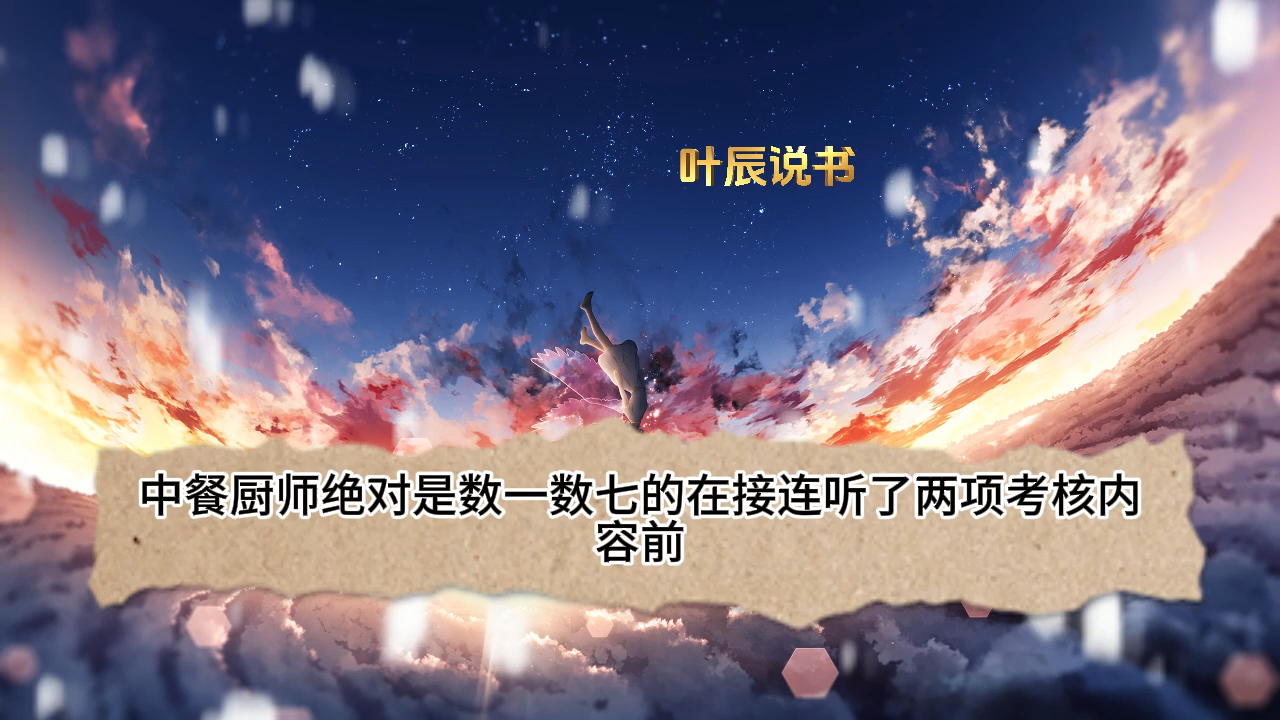 叶辰说书
中餐厨师绝对是数一数七的在接连听了两项考核内
容前